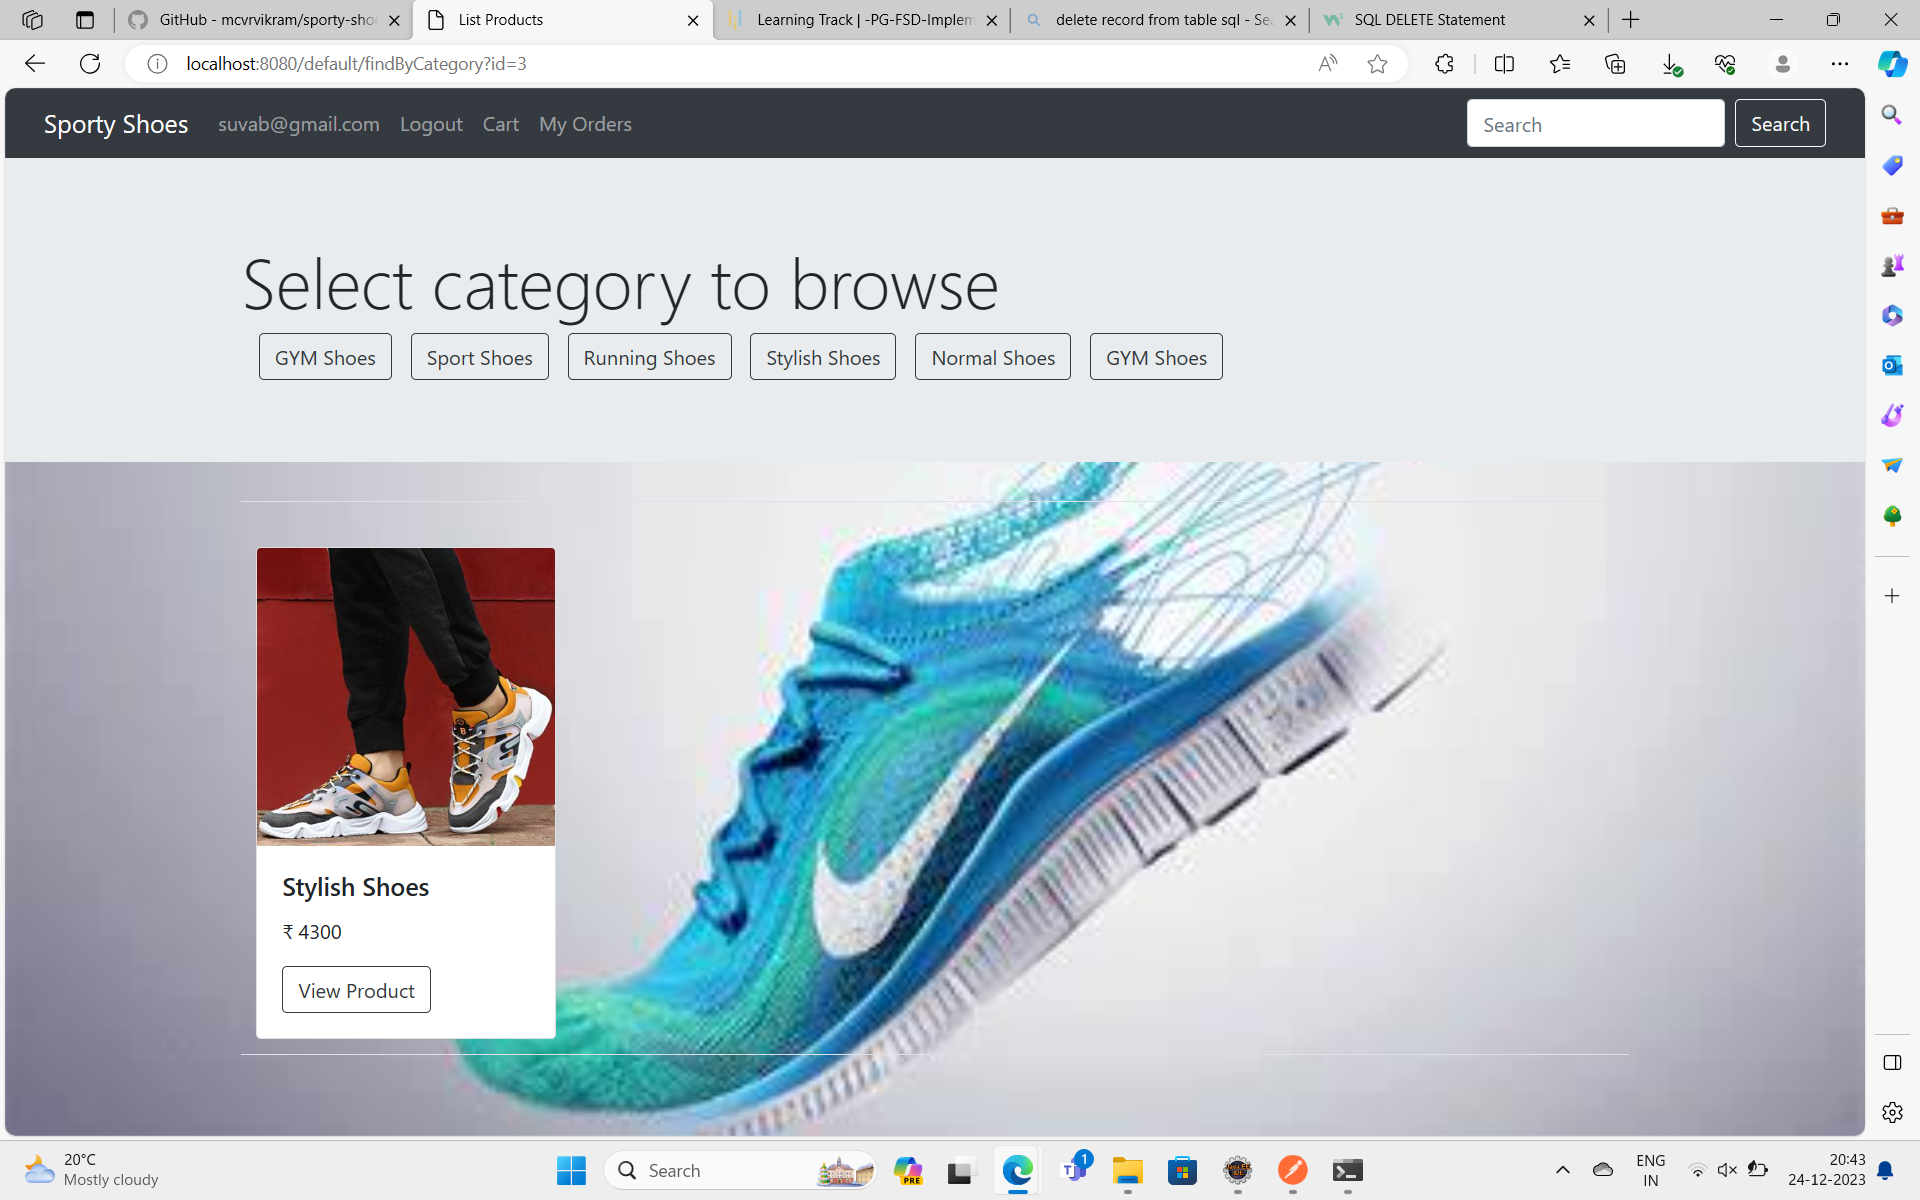 GitHub - mcvrvikram/sporty-sho
List Products
Learning Track | -PG-FSD-Implem
delete record from table sql - Sea
SQL DELETE Statement
localhost:8080/default/findByCategory?id=3
Sporty Shoes suvab@gmail.com Logout Cart My Orders Search Search
Select category to browse
GYM Shoes Sport Shoes Running Shoes Stylish Shoes Normal Shoes GYM Shoes
Stylish Shoes
₹ 4300
View Product
20°C
Mostly cloudy
Search
PRE
1
ENG
IN
20:43
24-12-2023